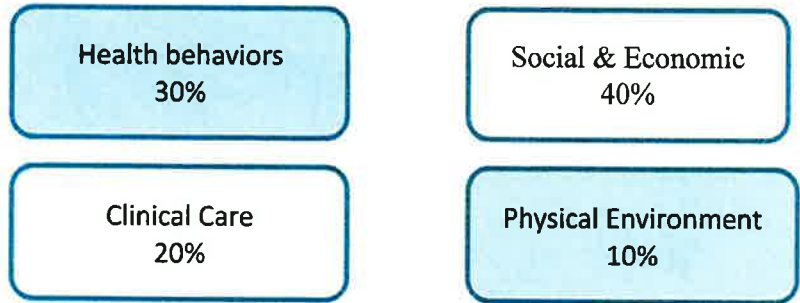 Health behaviors
30%
Social & Economic
40%
Clinical Care
20%
Physical Environment
10%